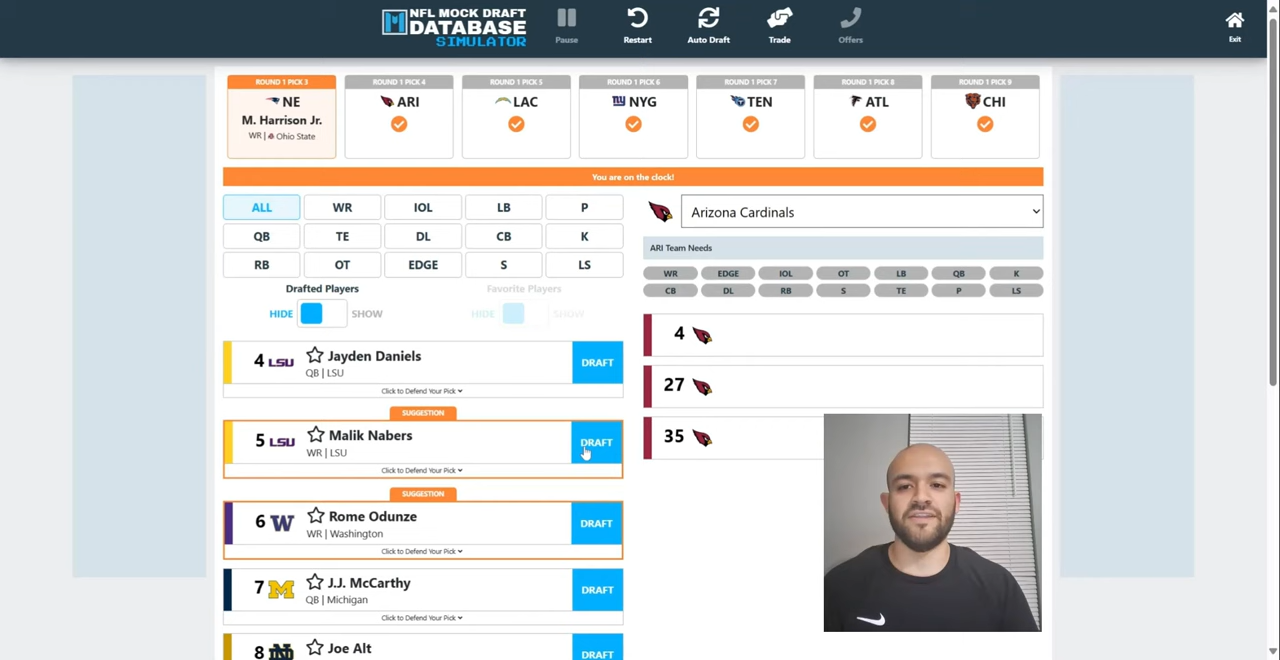 NFL MOCK DRAFT
DATABASE
SIMULATOR
Pause
Restart
Auto Draft
Trade
Offers
Exit
ROUND 1 PICK 3
NE
M. Harrison Jr.
WR | Ohio State
ROUND 1 PICK 4
ARI
ROUND 1 PICK 5
LAC
ROUND 1 PICK 6
NYG
ROUND 1 PICK 7
TEN
ROUND 1 PICK 8
ATL
ROUND 1 PICK 9
CHI
You are on the clock!
ALL WR IOL LB P
QB TE DL CB K
RB OT EDGE S LS
Drafted Players
HIDE SHOW
Favorite Players
HIDE SHOW
4 LSU Jayden Daniels
QB | LSU
DRAFT
Click to Defend Your Pick
SUGGESTION
5 LSU Malik Nabers
WR | LSU
DRAFT
Click to Defend Your Pick
SUGGESTION
6 W Rome Odunze
WR | Washington
DRAFT
Click to Defend Your Pick
7 M J.J. McCarthy
QB | Michigan
DRAFT
Click to Defend Your Pick
8 ND Joe Alt
DRAFT
Arizona Cardinals
ARI Team Needs
WR EDGE IOL OT LB QB K
CB DL RB S TE P LS
4
27
35